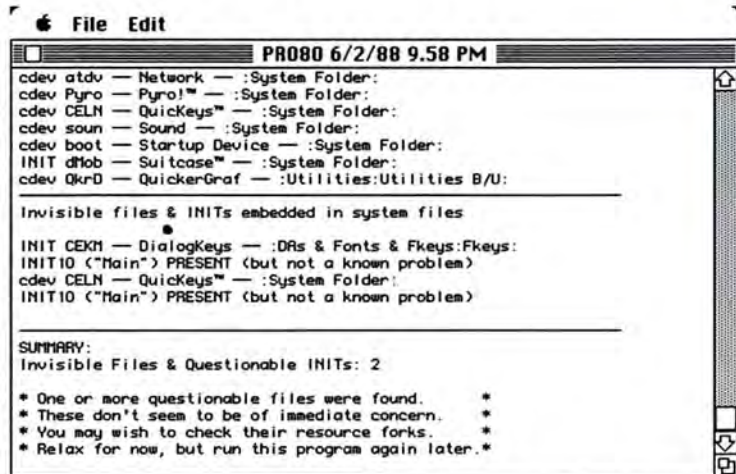 File Edit
PRO80 6/2/88 9.58 PM
cdev atdv — Network — :System Folder:
cdev Pyro — Pyro!™ — :System Folder:
cdev CELN — QuicKeys™ — :System Folder:
cdev soun — Sound — :System Folder:
cdev boot — Startup Device — :System Folder:
INIT dMob — Suitcase™ — :System Folder:
cdev QkrD — QuickerGraf — :Utilities:Utilities B/U:
Invisible files & INITs embedded in system files
INIT CEKM — DialogKeys — :DAs & Fonts & Fkeys:Fkeys:
INIT10 ("Main") PRESENT (but not a known problem)
cdev CELN — QuicKeys™ — :System Folder:
INIT10 ("Main") PRESENT (but not a known problem)
SUMMARY:
Invisible Files & Questionable INITs: 2
* One or more questionable files were found. *
* These don't seem to be of immediate concern. *
* You may wish to check their resource forks. *
* Relax for now, but run this program again later.*